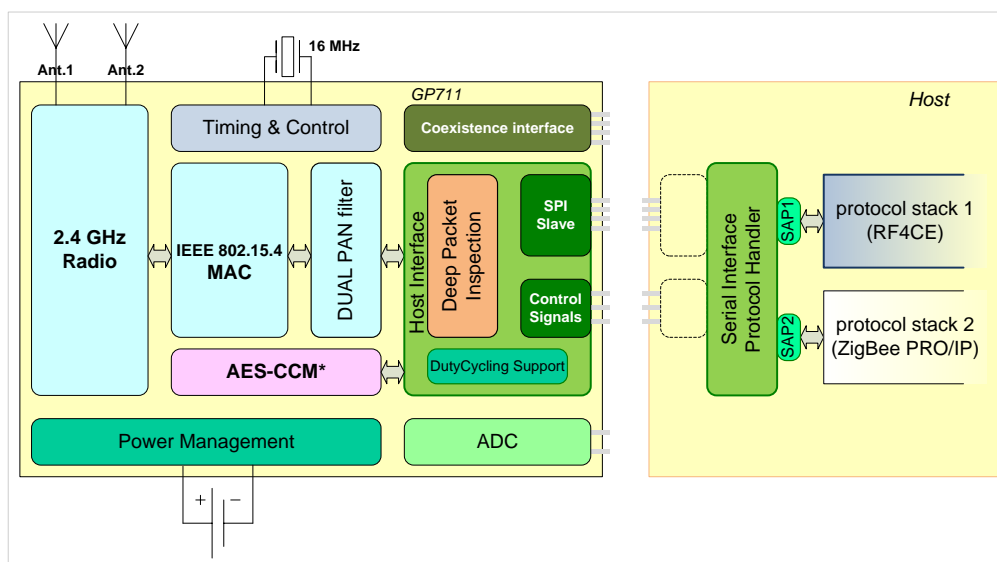 Ant.1
Ant.2
16 MHz
GP711
Host
Timing & Control
Coexistence interface
2.4 GHz
Radio
IEEE 802.15.4
MAC
DUAL PAN filter
Host Interface
Deep Packet
Inspection
SPI
Slave
Control
Signals
DutyCycling Support
AES-CCM*
Power Management
ADC
+
−
Serial Interface
Protocol Handler
SAP1
SAP2
protocol stack 1
(RF4CE)
protocol stack 2
(ZigBee PRO/IP)